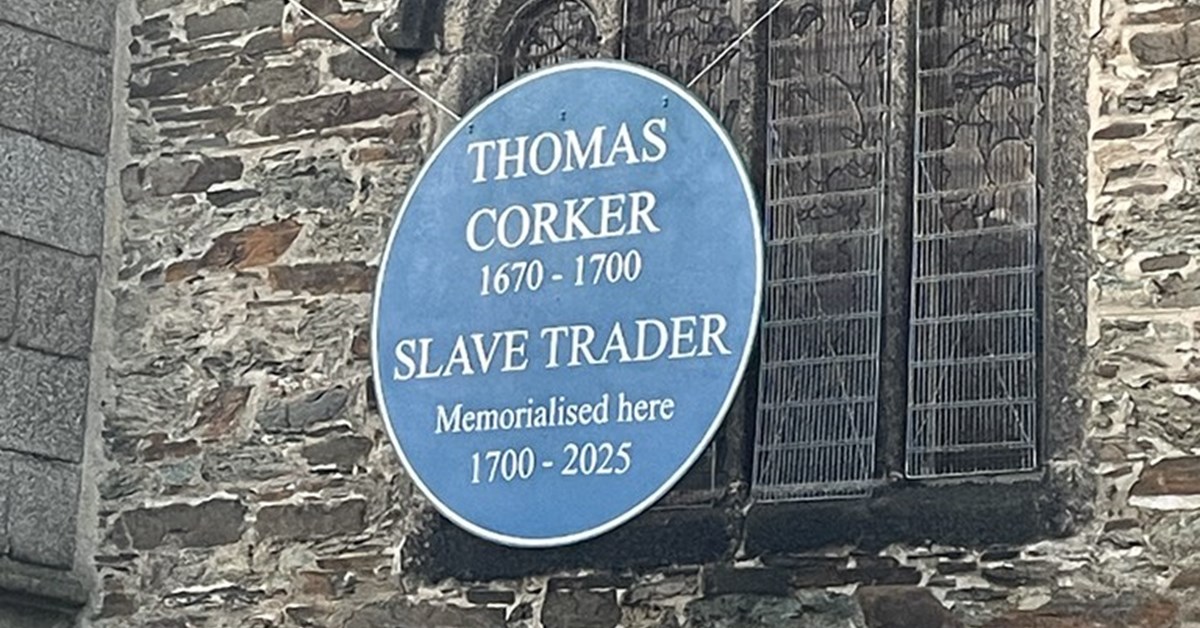 THOMAS
CORKER
1670 - 1700
SLAVE TRADER
Memorialised here
1700 - 2025